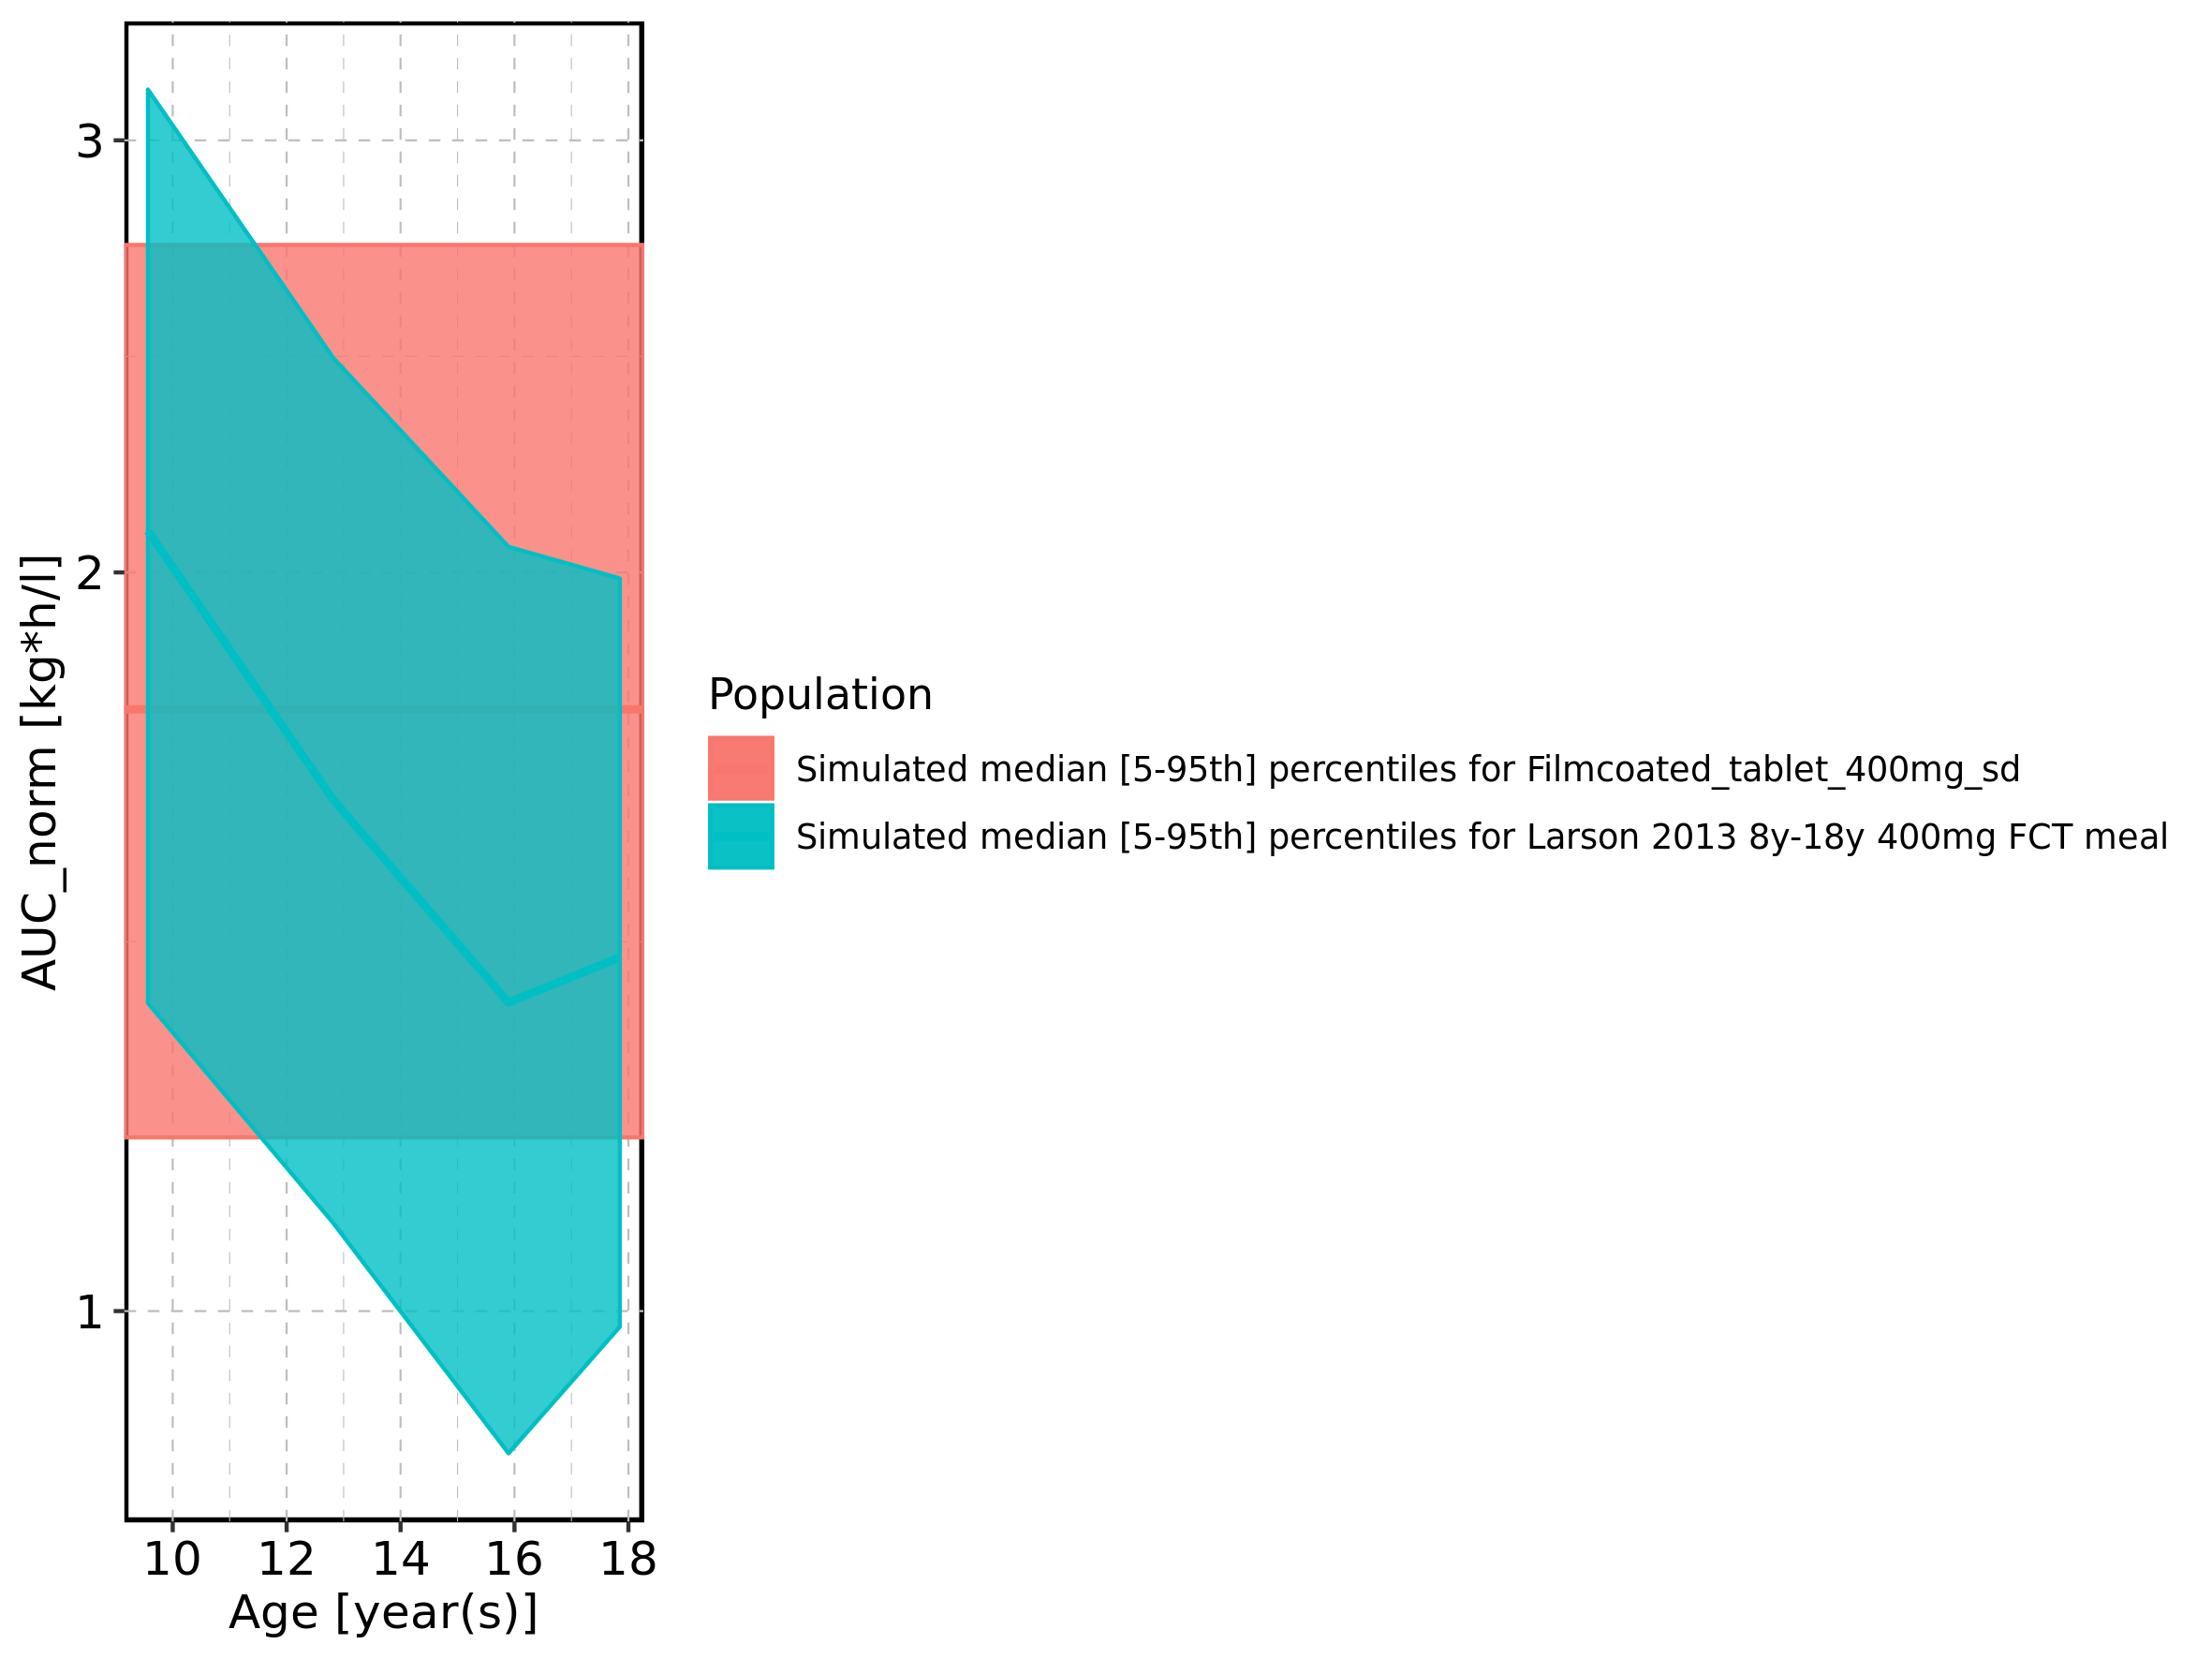 3
2
1
AUC_norm [kg*h/l]
10 12 14 16 18
Age [year(s)]
Population
Simulated median [5-95th] percentiles for Filmcoated_tablet_400mg_sd
Simulated median [5-95th] percentiles for Larson 2013 8y-18y 400mg FCT meal